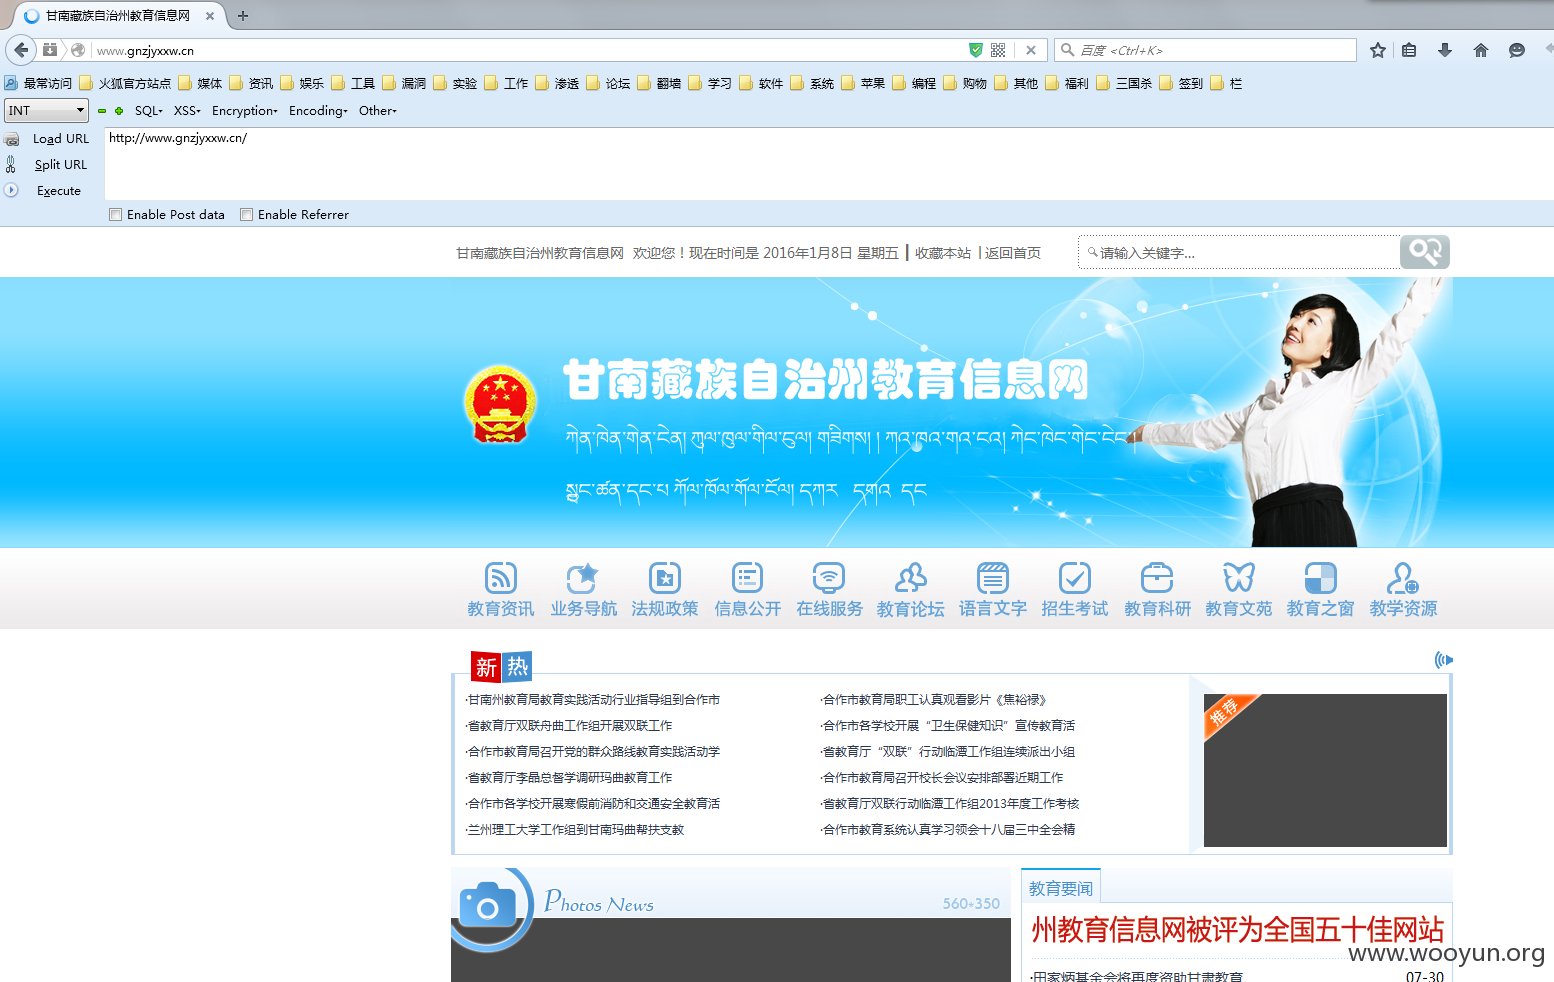 甘南藏族自治州教育信息网
www.gnzjyxxw.cn
百度 <Ctrl+K>
最常访问 火狐官方站点 媒体 资讯 娱乐 工具 漏洞 实验 工作 渗透 论坛 翻墙 学习 软件 系统 苹果 编程 购物 其他 福利 三国杀 签到 栏
INT SQL XSS Encryption Encoding Other
Load URL http://www.gnzjyxxw.cn/
Split URL
Execute
Enable Post data Enable Referrer
甘南藏族自治州教育信息网 欢迎您！现在时间是 2016年1月8日 星期五 | 收藏本站 | 返回首页 请输入关键字...
甘南藏族自治州教育信息网
ཀེན་ཁེན་གེན་ངེན། ཀུལ་ཁུལ་གིལ་ངུལ། གཟིགས། ། ཀའ་ཁའ་གའ་ངའ། ཀེང་ཁེང་གེང་ངེང་།
ཀོལ་ཁོལ་གོལ་ངོལ། དཀར དགའ དང
教育资讯 业务导航 法规政策 信息公开 在线服务 教育论坛 语言文字 招生考试 教育科研 教育文苑 教育之窗 教学资源
新热
·甘南州教育局教育实践活动行业指导组到合作市 ·合作市教育局职工认真观看影片《焦裕禄》
·省教育厅双联舟曲工作组开展双联工作 ·合作市各学校开展“卫生保健知识”宣传教育活
·合作市教育局召开党的群众路线教育实践活动学 ·省教育厅“双联”行动临潭工作组连续派出小组
·省教育厅李晶总督学调研玛曲教育工作 ·合作市教育局召开校长会议安排部署近期工作
·合作市各学校开展寒假前消防和交通安全教育活 ·省教育厅双联行动临潭工作组2013年度工作考核
·兰州理工大学工作组到甘南玛曲帮扶支教 ·合作市教育系统认真学习领会十八届三中全会精
推荐
Photos News 560*350
教育要闻
州教育信息网被评为全国五十佳网站
www.wooyun.org
·田家炳基金会将再度资助甘肃教育 07-30